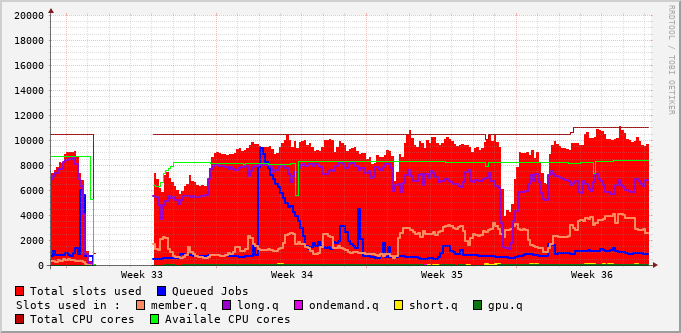 20000
18000
16000
14000
12000
10000
8000
6000
4000
2000
0
Week 33 Week 34 Week 35 Week 36
RRDTOOL / TOBI OETIKER
Total slots used Queued Jobs
Slots used in : member.q long.q ondemand.q short.q gpu.q
Total CPU cores Availale CPU cores